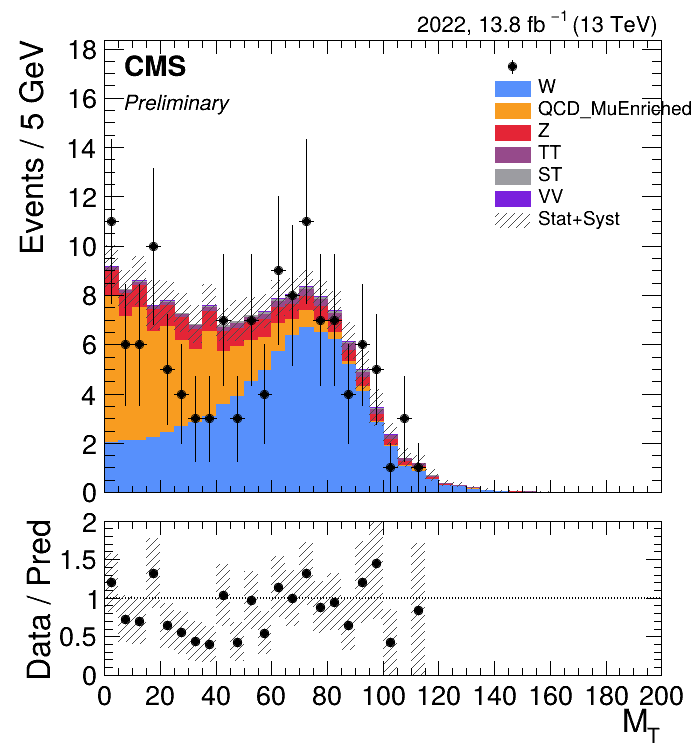 2022, 13.8 fb⁻¹ (13 TeV)
Events / 5 GeV
18
16
14
12
10
8
6
4
2
0
CMS
Preliminary
W
QCD_MuEnriched
Z
TT
ST
VV
Stat+Syst
Data / Pred
2
1.5
1
0.5
0
0 20 40 60 80 100 120 140 160 180 200
M_T